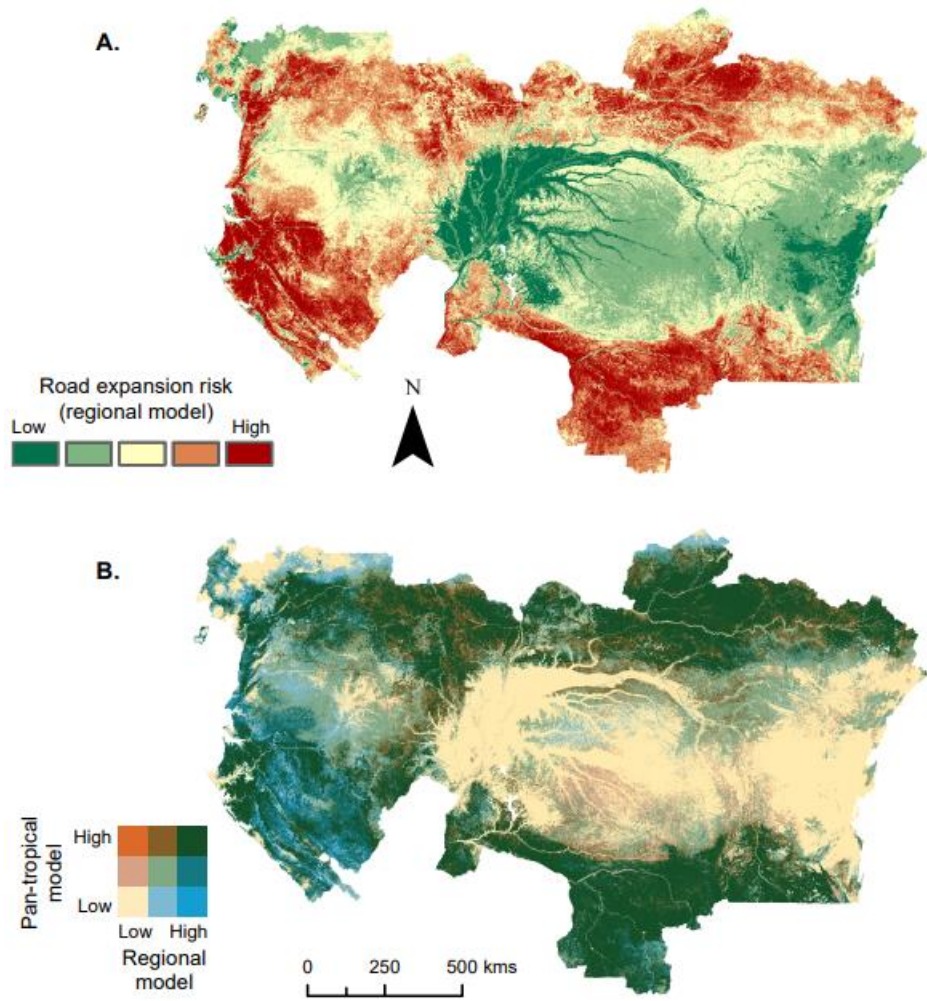 A.
Road expansion risk
(regional model)
Low High
N
B.
Pan-tropical
model
High
Low
Low High
Regional
model
0 250 500 kms